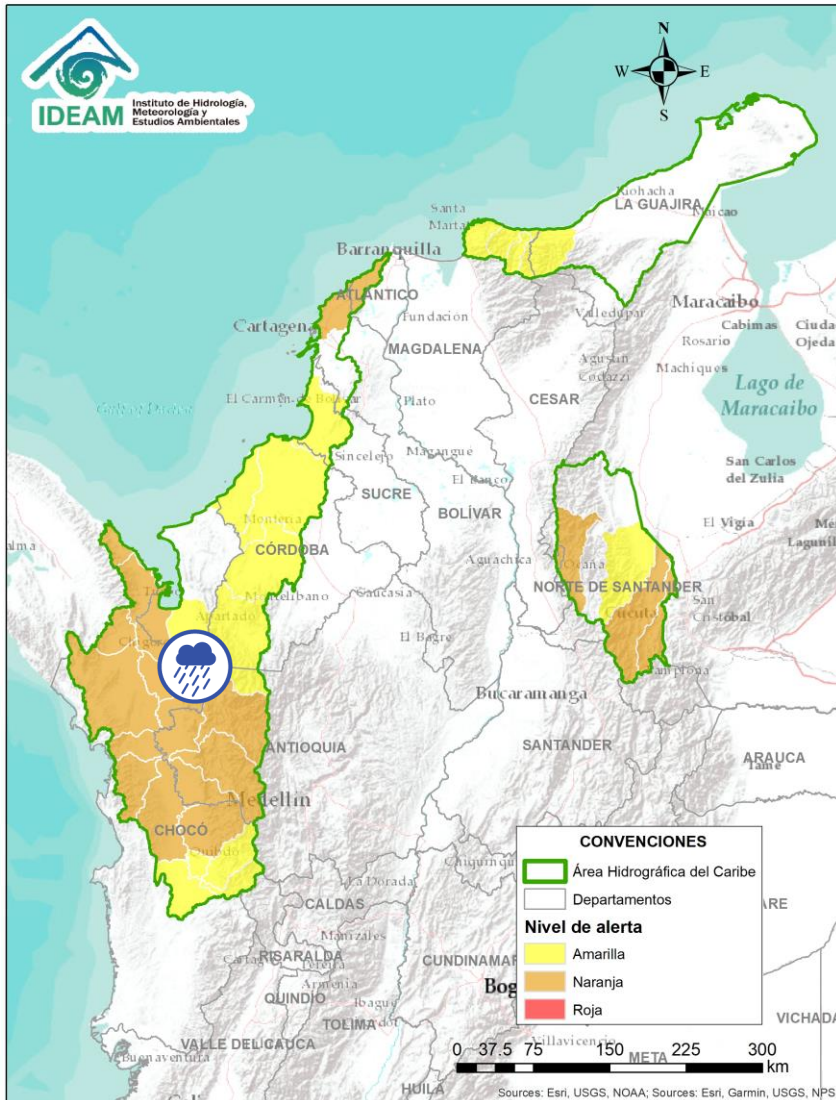 IDEAM
Instituto de Hidrología,
Meteorología y
Estudios Ambientales
N
W
E
S
Riohacha
LA GUAJIRA
Maicao
Santa
Marta
Barranquilla
ATLÁNTICO
Cartagena
Fundación
MAGDALENA
Valledupar
Maracaibo
Cabimas
Ciudad
Ojeda
Rosario
Machiques
Agustín
Codazzi
CESAR
Lago de
Maracaibo
El Carmen de Bolívar
Plato
Sincelejo
Magangué
SUCRE
El Banco
San Carlos
del Zulia
BOLÍVAR
El Vigía
Montería
CÓRDOBA
Aguachica
Ocaña
NORTE DE SANTANDER
Cúcuta
San
Cristóbal
Montelíbano
Caucasia
Apartadó
El Bagre
Pamplona
Bucaramanga
ANTIOQUIA
SANTANDER
ARAUCA
Tame
Medellín
CHOCÓ
Quibdó
La Dorada
CALDAS
Manizales
RISARALDA
Pereira
Armenia
QUINDÍO
Ibagué
TOLIMA
VALLE DEL CAUCA
Buenaventura
HUILA
Bog
Villavicencio
META
VICHADA
CONVENCIONES
Área Hidrográfica del Caribe
Departamentos
Nivel de alerta
Amarilla
Naranja
Roja
0 37.5 75 150 225 300
km
Sources: Esri, USGS, NOAA; Sources: Esri, Garmin, USGS, NPS